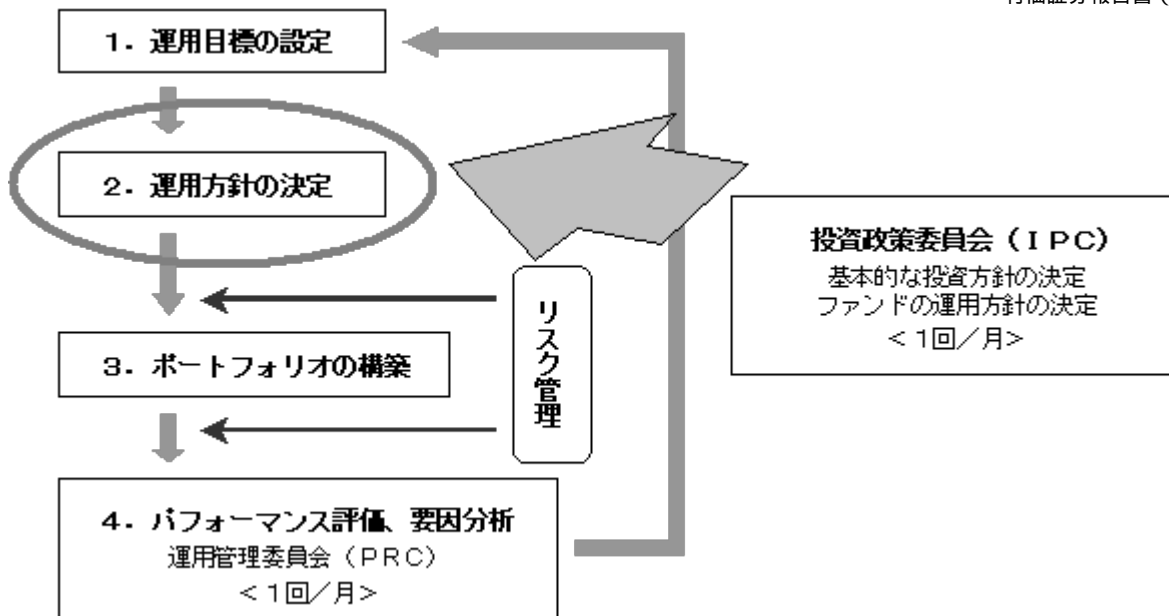 1．運用目標の設定
2．運用方針の決定
投資政策委員会（ＩＰＣ）
基本的な投資方針の決定
ファンドの運用方針の決定
＜１回／月＞
リスク管理
3．ポートフォリオの構築
4．パフォーマンス評価、要因分析
運用管理委員会（ＰＲＣ）
＜１回／月＞